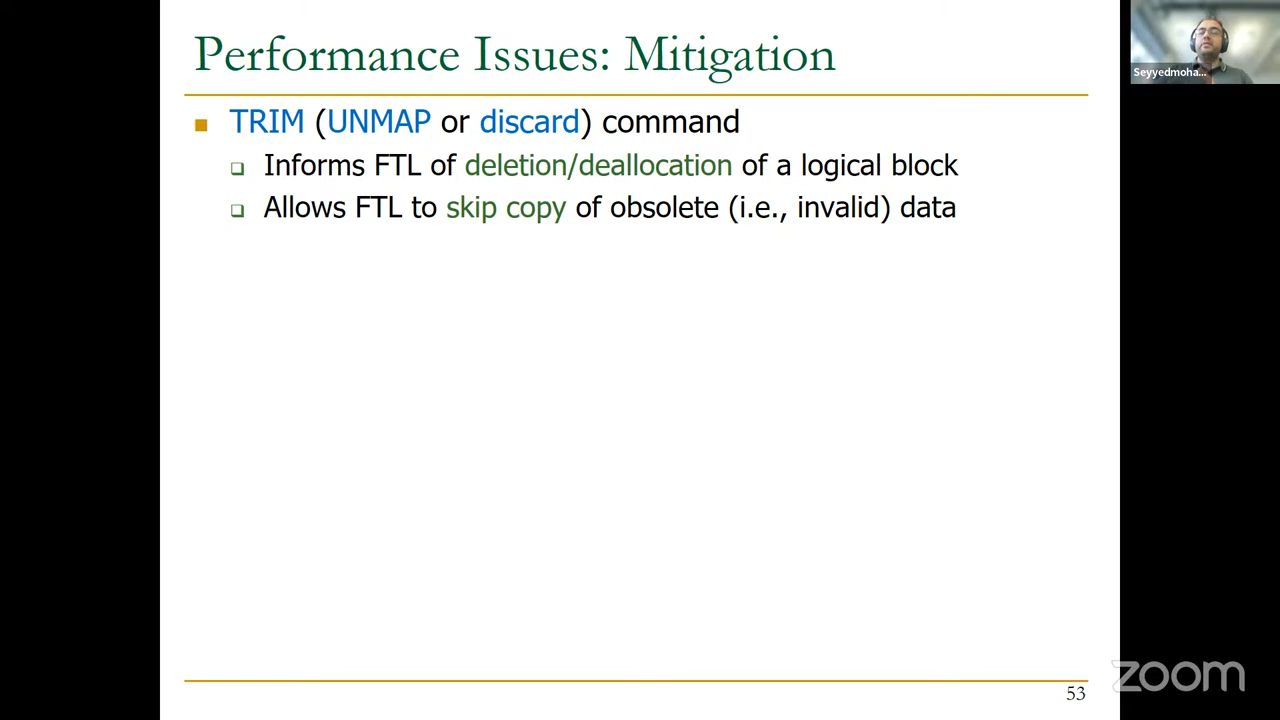 Performance Issues: Mitigation
Seyyedmoha...
TRIM (UNMAP or discard) command
Informs FTL of deletion/deallocation of a logical block
Allows FTL to skip copy of obsolete (i.e., invalid) data
53
zoom